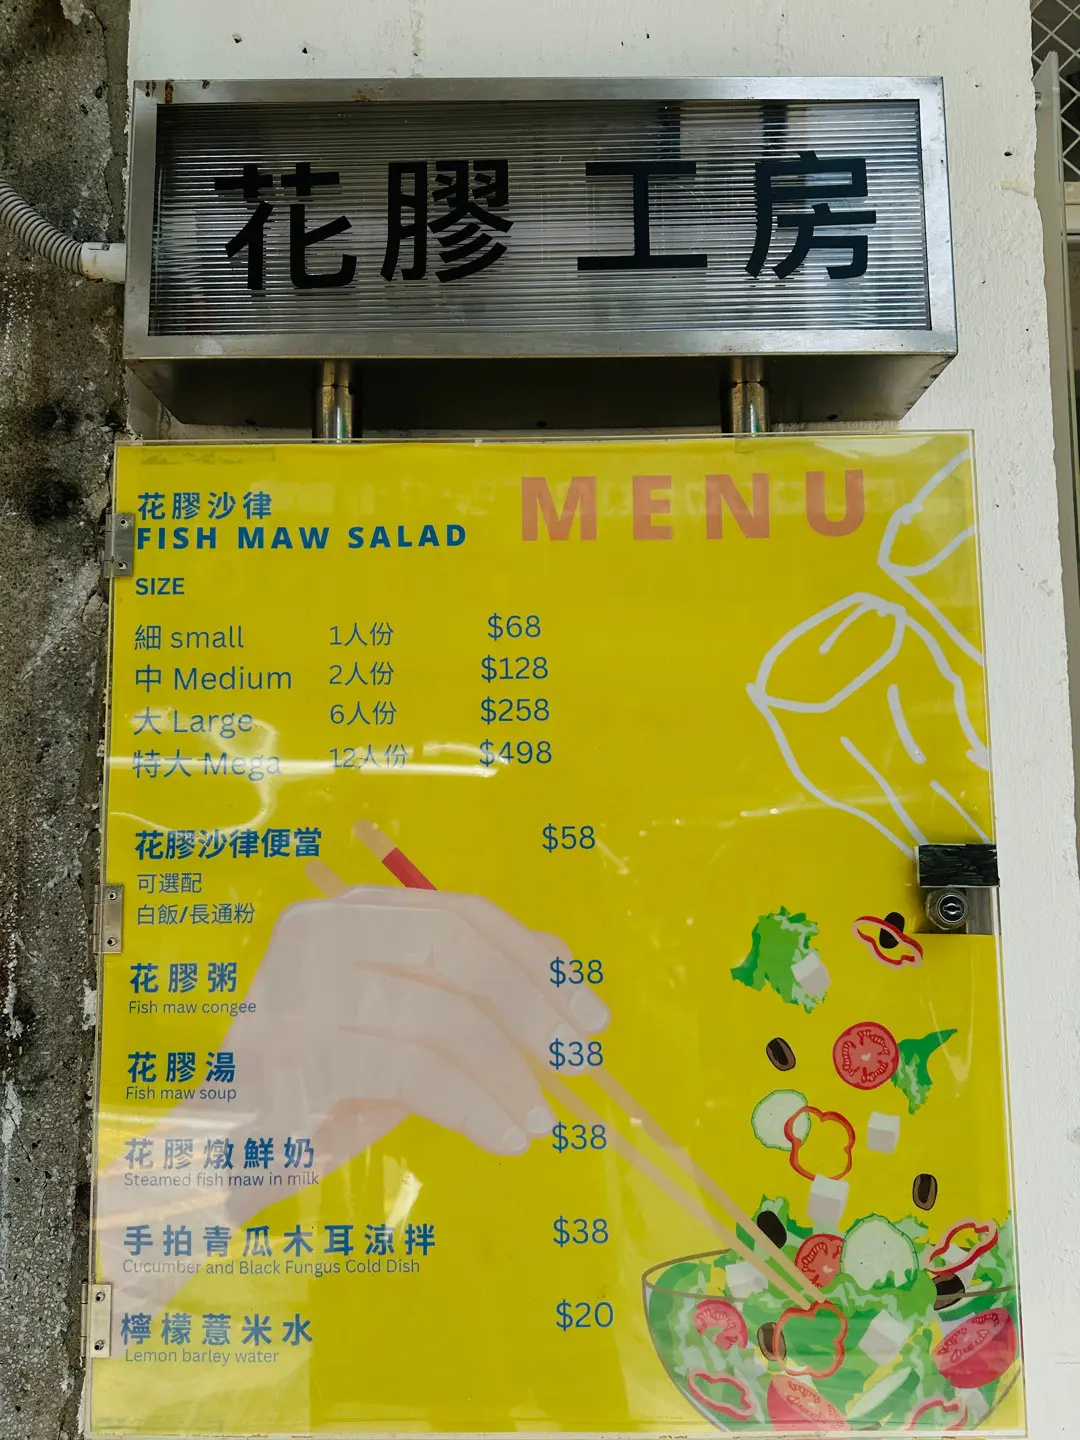 花膠工房
MENU
花膠沙律
FISH MAW SALAD
SIZE
細 small 1人份 $68
中 Medium 2人份 $128
大 Large 6人份 $258
特大 Mega 12人份 $498
花膠沙律便當 $58
可選配
白飯/長通粉
花膠粥 $38
Fish maw congee
花膠湯 $38
Fish maw soup
花膠燉鮮奶 $38
Steamed fish maw in milk
手拍青瓜木耳涼拌 $38
Cucumber and Black Fungus Cold Dish
檸檬薏米水 $20
Lemon barley water